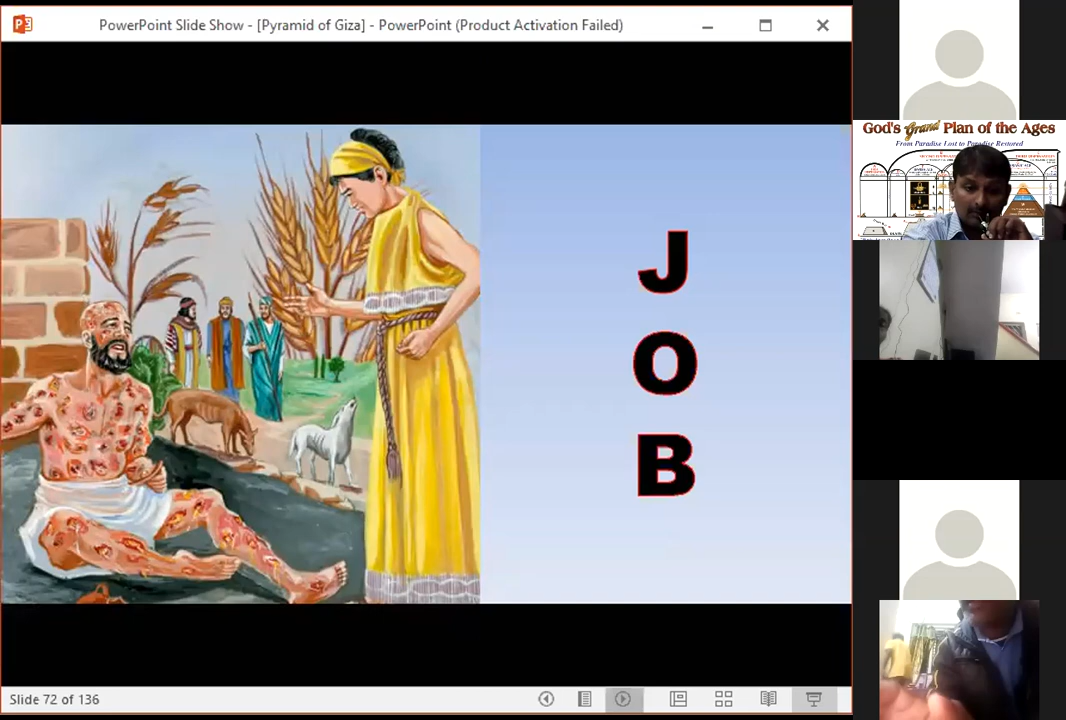 PowerPoint Slide Show - [Pyramid of Giza] - PowerPoint (Product Activation Failed)
J
O
B
Slide 72 of 136
God's Grand Plan of the Ages
From Paradise Lost to Paradise Restored